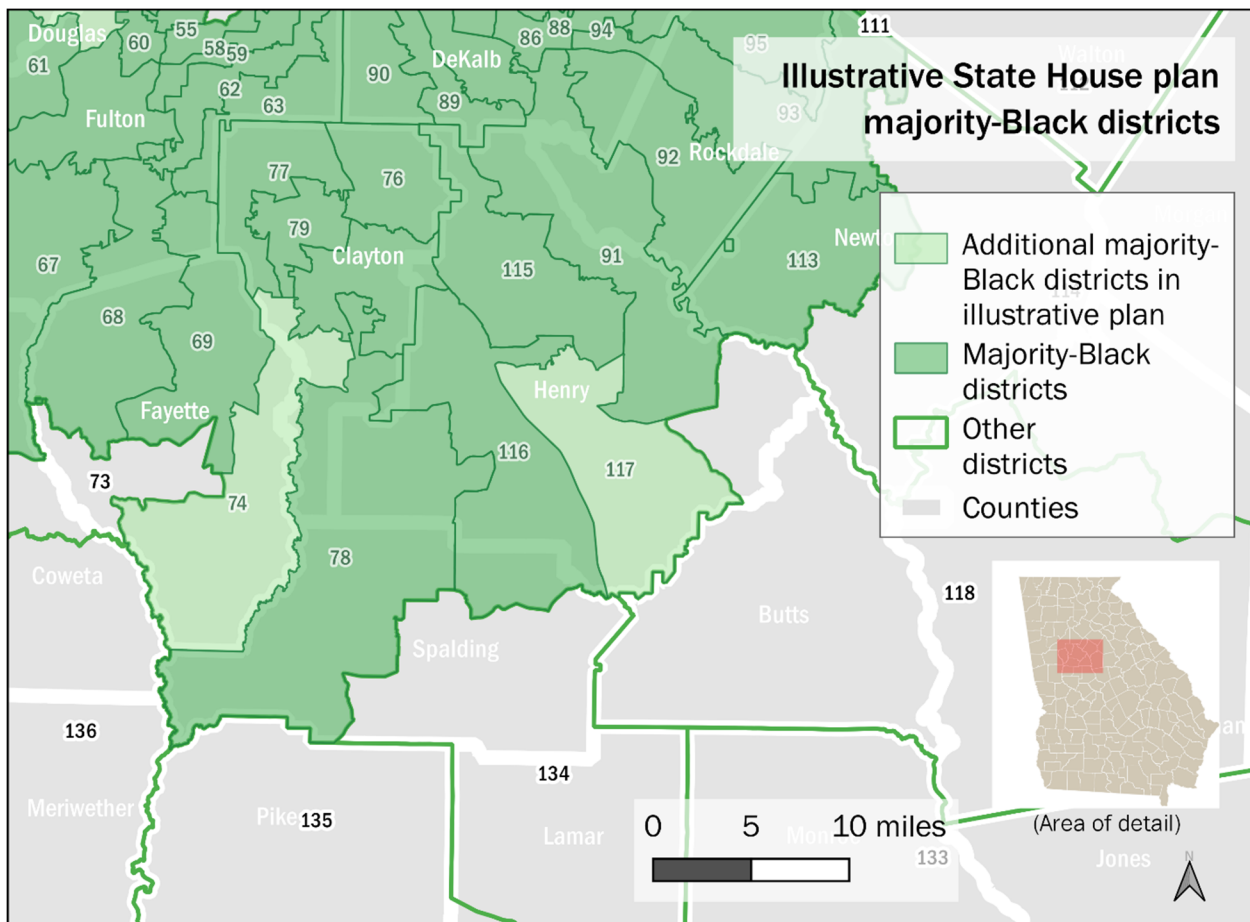 Douglas
55
60
58
59
61
62
63
Fulton
90
DeKalb
89
86
88
94
95
111
Walton
112
Illustrative State House plan
majority-Black districts
93
92
Rockdale
77
76
79
Clayton
67
68
69
115
91
113
Newto
114
Additional majority-
Black districts in
illustrative plan
Majority-Black
districts
Other
districts
Counties
Fayette
Henry
73
74
116
117
78
Coweta
Spalding
Butts
118
136
134
Meriwether
Pike
135
Lamar
0 5 10 miles
133
Jones
(Area of detail)
N